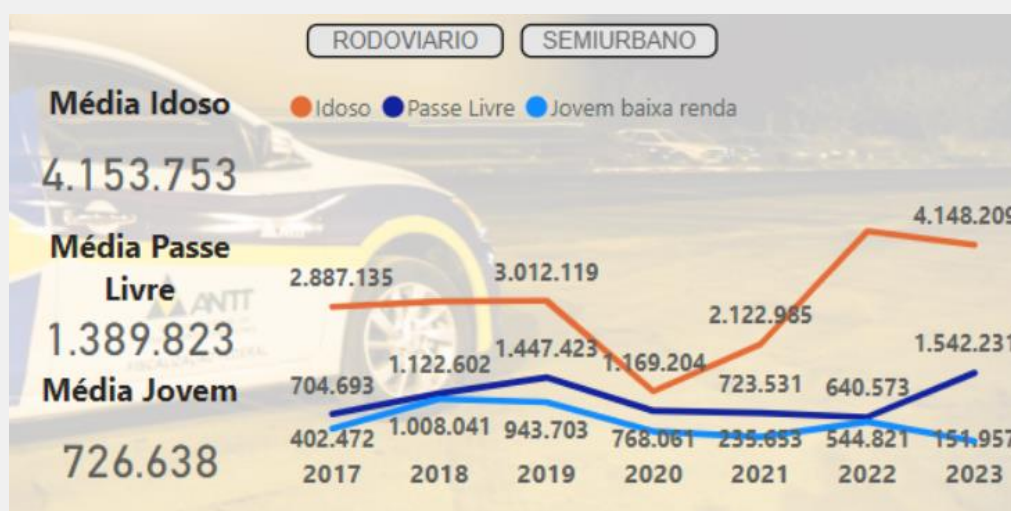 RODOVIARIO SEMIURBANO
Média Idoso
Idoso Passe Livre Jovem baixa renda
4.153.753
Média Passe
Livre
1.389.823
Média Jovem
726.638
4.148.209
2.887.135 3.012.119
2.122.985
1.447.423 1.169.204 1.542.231
704.693 1.122.602 723.531 640.573
402.472 1.008.041 943.703 768.061 235.653 544.821 151.957
2017 2018 2019 2020 2021 2022 2023
ANTT